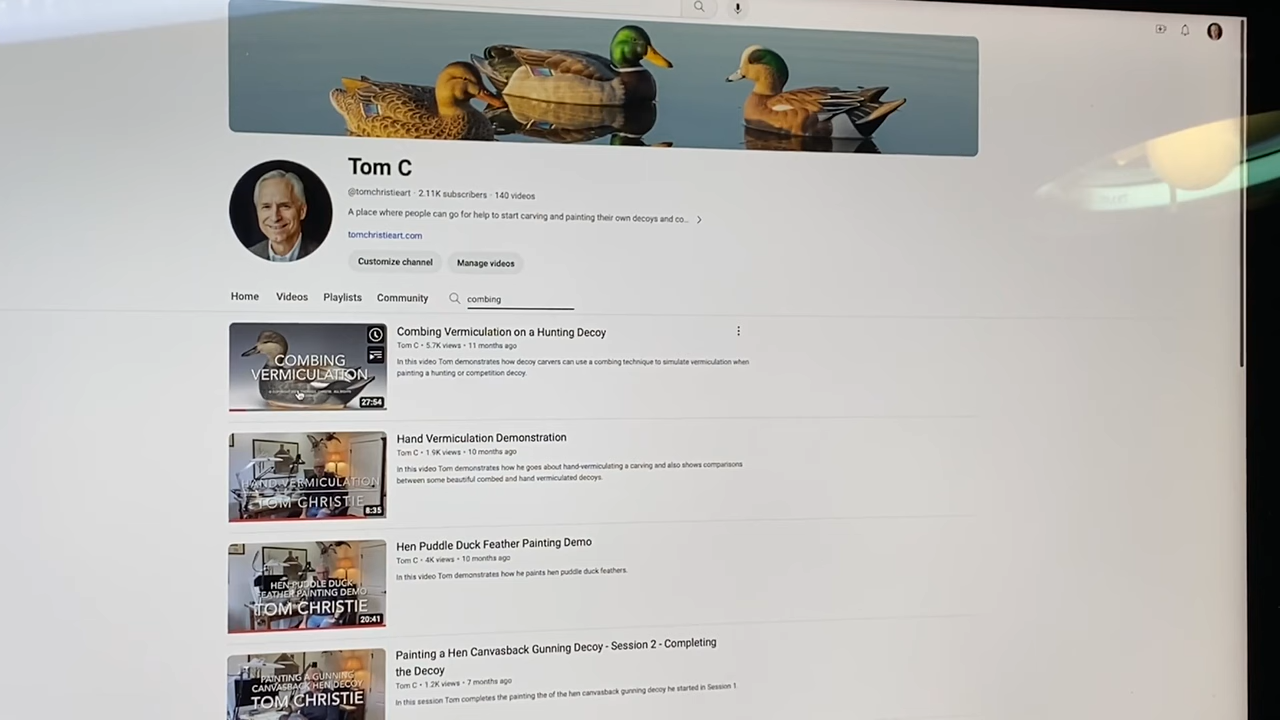 Tom C
@tomchristieart · 2.11K subscribers · 140 videos
A place where people can go for help to start carving and painting their own decoys and co...
tomchristieart.com
Customize channel
Manage videos
Home
Videos
Playlists
Community
combing
COMBING
VERMICULATION
27:54
Combing Vermiculation on a Hunting Decoy
Tom C • 5.7K views • 11 months ago
In this video Tom demonstrates how decoy carvers can use a combing technique to simulate vermiculation when
painting a hunting or competition decoy.
HAND VERMICULATION
TOM CHRISTIE
8:35
Hand Vermiculation Demonstration
Tom C • 1.9K views • 10 months ago
In this video Tom demonstrates how he goes about hand-vermiculating a carving and also shows comparisons
between some beautiful combed and hand vermiculated decoys.
HEN PUDDLE DUCK
FEATHER PAINTING DEMO
TOM CHRISTIE
20:41
Hen Puddle Duck Feather Painting Demo
Tom C • 4K views • 10 months ago
In this video Tom demonstrates how he paints hen puddle duck feathers.
PAINTING A GUNNING
CANVASBACK HEN DECOY
TOM CHRISTIE
Painting a Hen Canvasback Gunning Decoy - Session 2 - Completing
the Decoy
Tom C • 1.2K views • 7 months ago
In this session Tom completes the painting the of the hen canvasback gunning decoy he started in Session 1